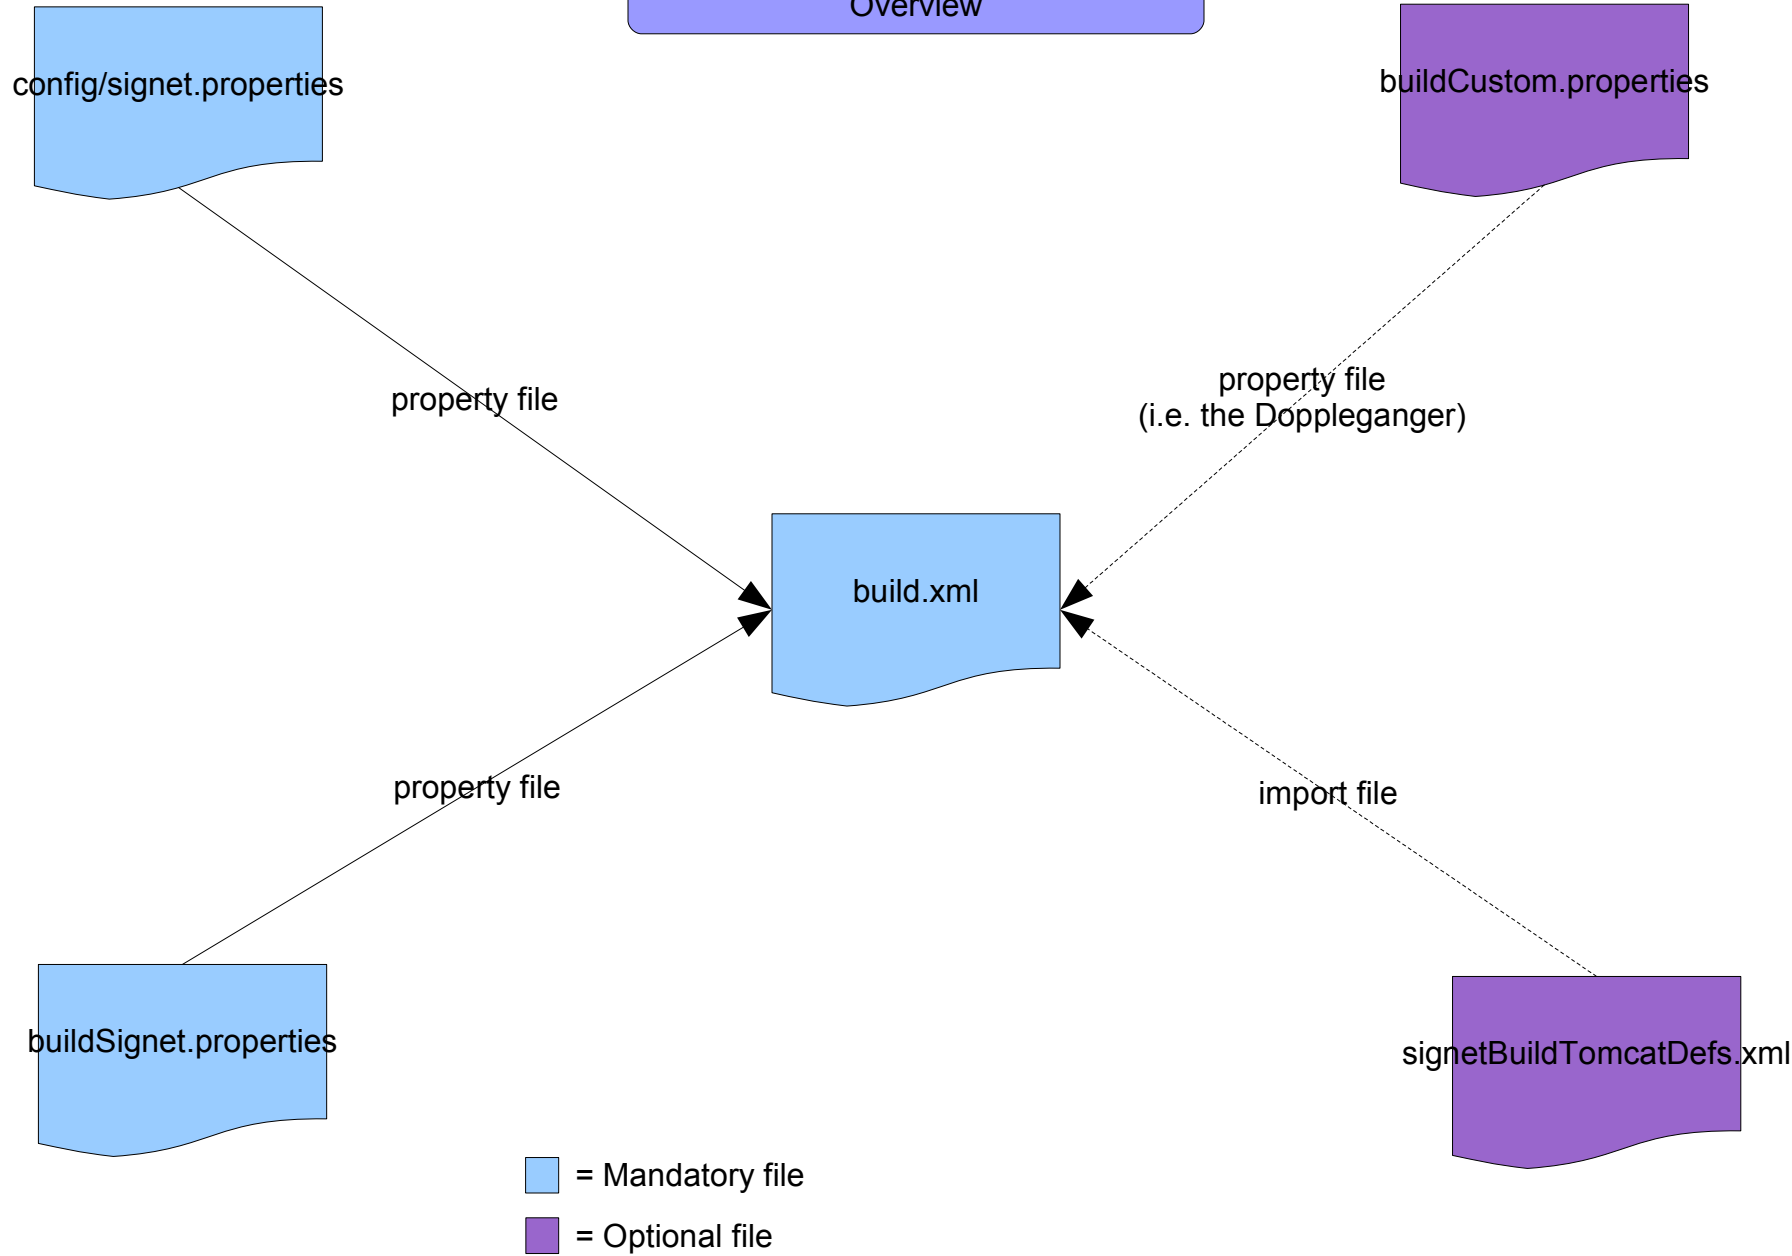 Overview
config/signet.properties
buildCustom.properties
property file
property file
(i.e. the Doppleganger)
build.xml
property file
import file
buildSignet.properties
signetBuildTomcatDefs.xml
= Mandatory file
= Optional file